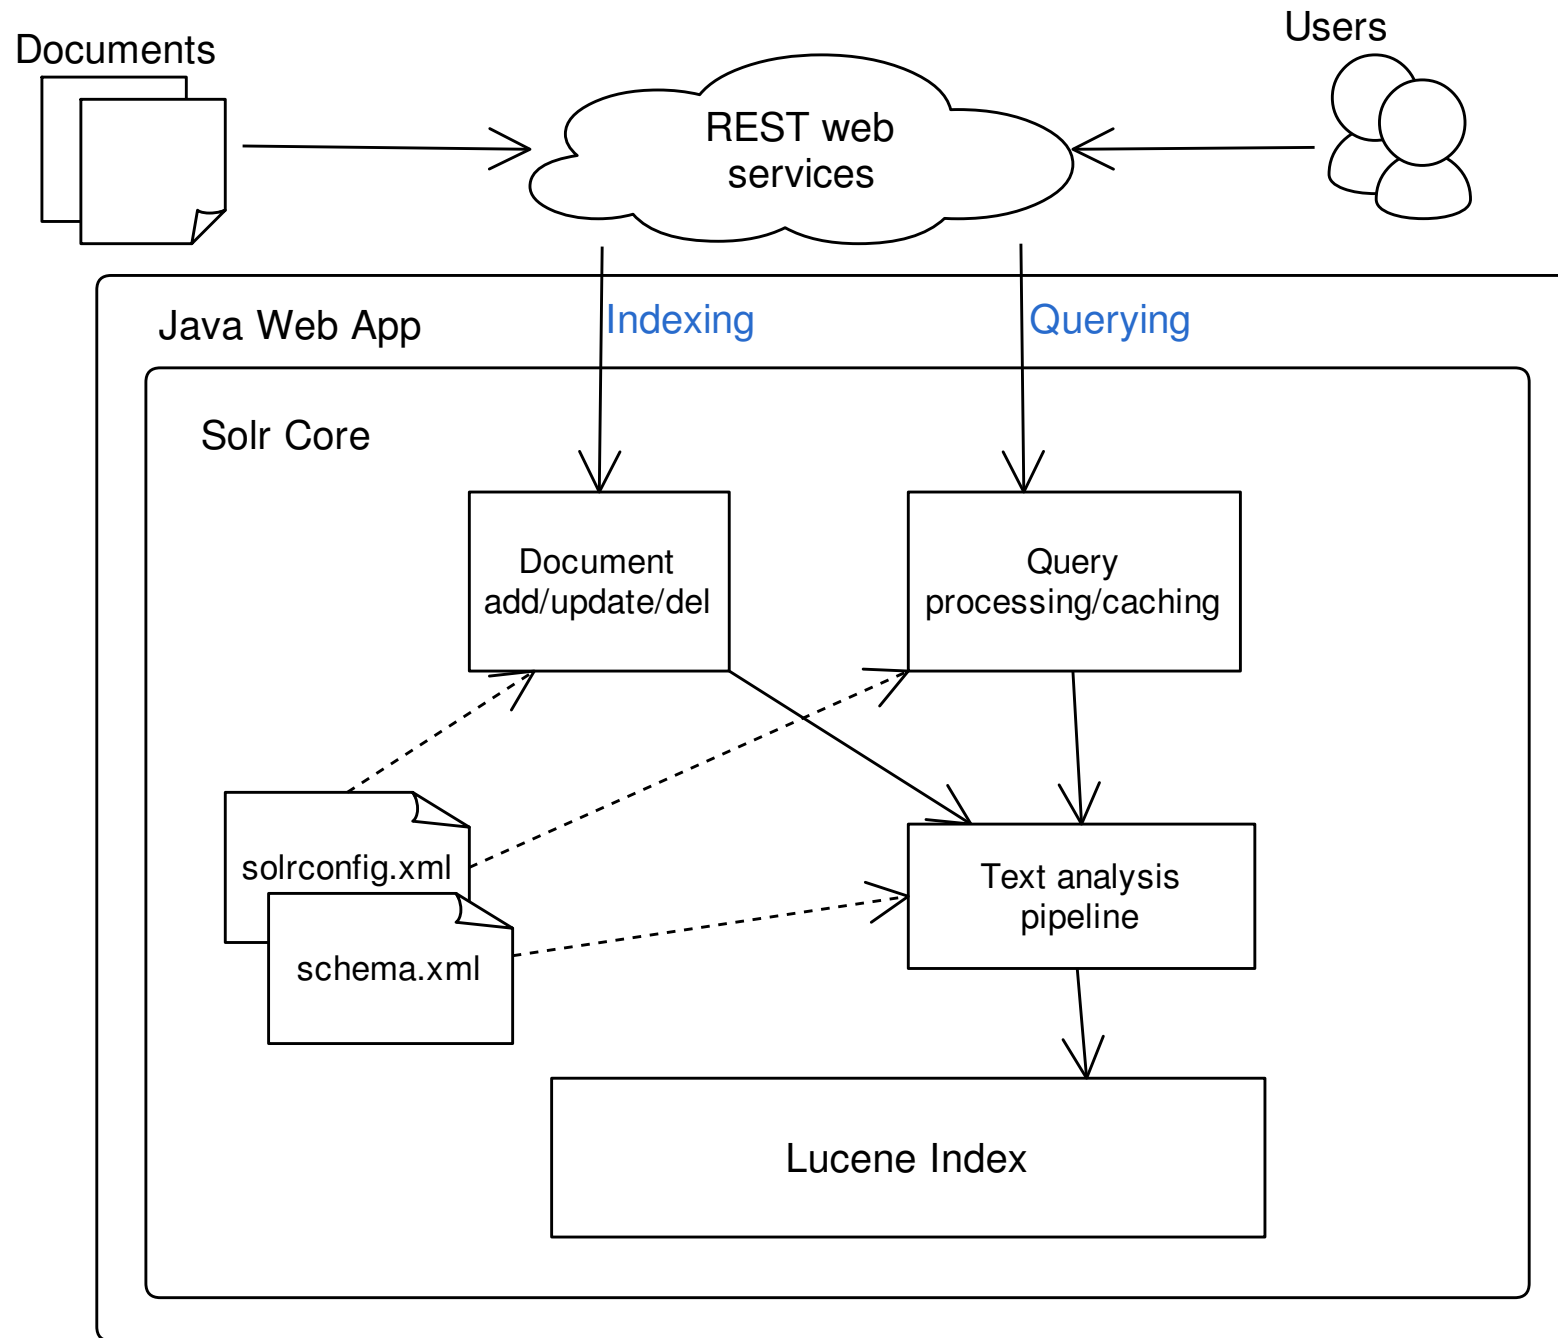 Documents
Users
REST web
services
Java Web App
Indexing
Querying
Solr Core
Document
add/update/del
Query
processing/caching
solrconfig.xml
schema.xml
Text analysis
pipeline
Lucene Index